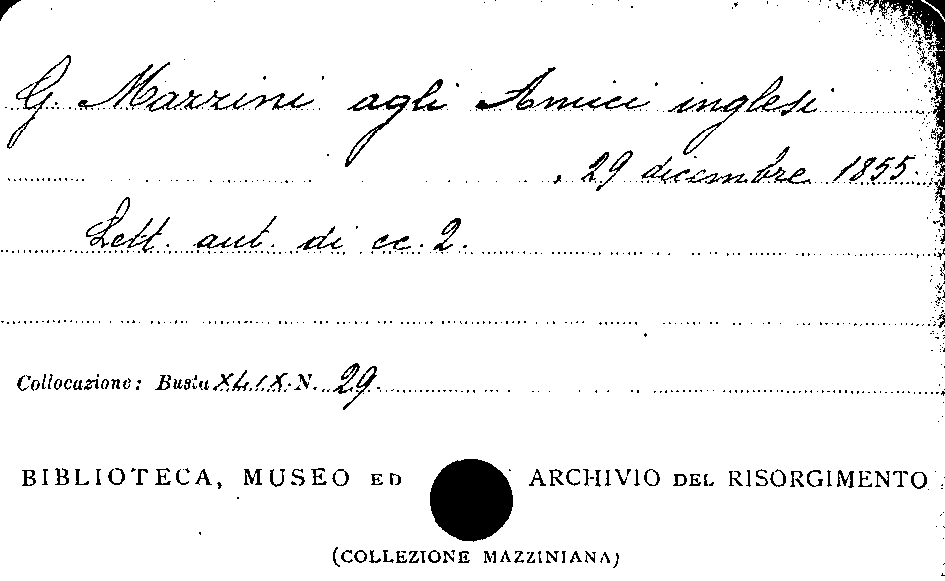 G. Mazzini agli Amici inglesi
, 29 dicembre 1855.
Lett. aut. di cc. 2.
Collocazione: Busta XLIX. N. 29.
BIBLIOTECA, MUSEO ED ARCHIVIO DEL RISORGIMENTO
(COLLEZIONE MAZZINIANA)